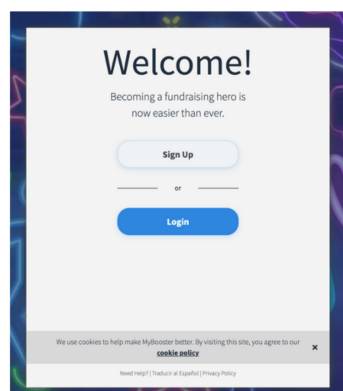 Welcome!
Becoming a fundraising hero is
now easier than ever.
Sign Up
or
Login
We use cookies to help make MyBooster better. By visiting this site, you agree to our
cookie policy
×
Need Help? | Traducir al Español | Privacy Policy